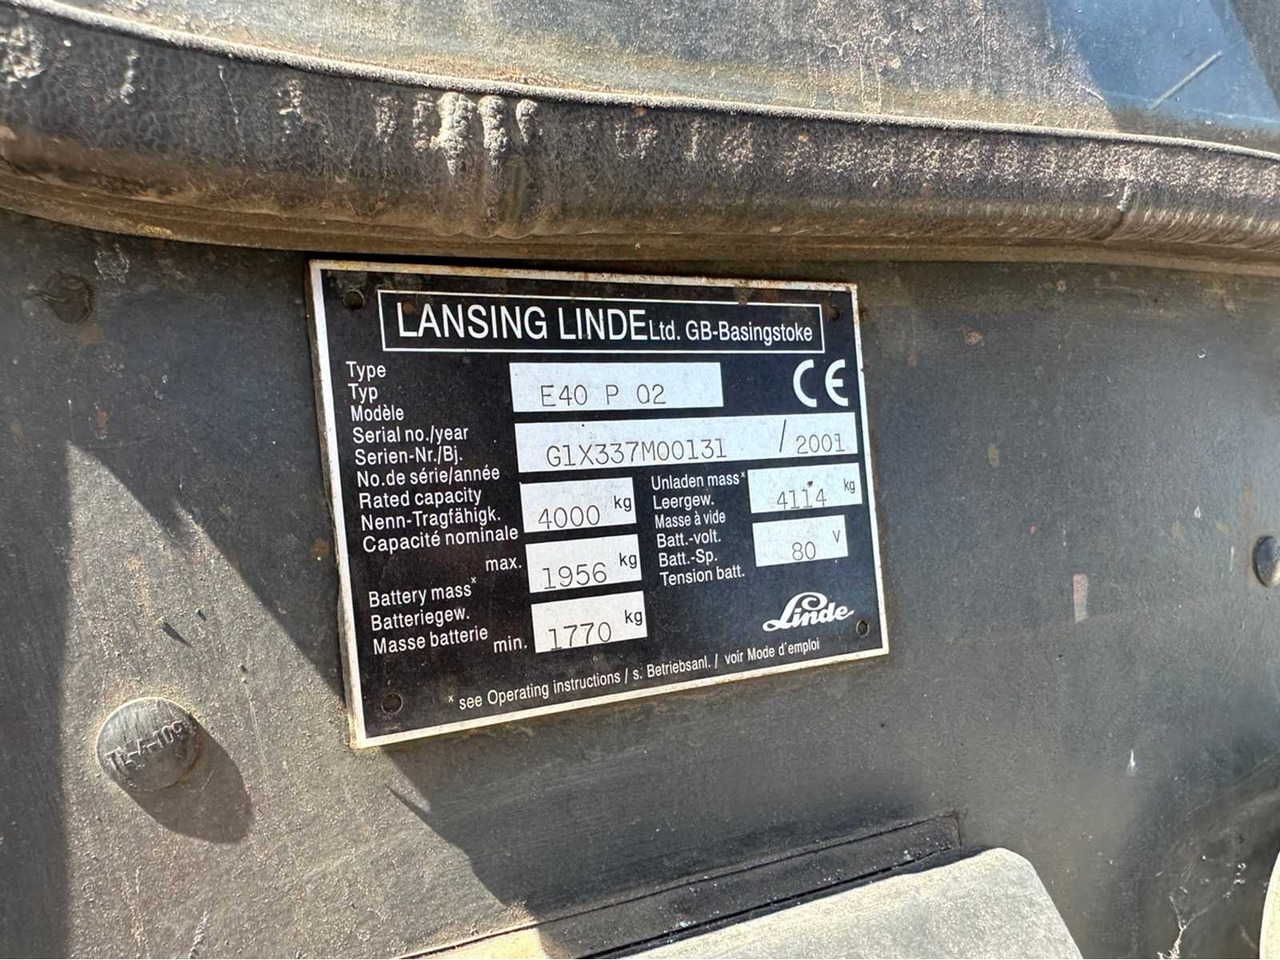 LANSING LINDE Ltd. GB-Basingstoke
Type
Typ
Modèle
E40 P 02
CE
Serial no./year
Serien-Nr./Bj.
No.de série/année
G1X337M00131 / 2001
Rated capacity
Nenn-Tragfähigk.
Capacité nominale
4000 kg
Unladen mass x
Leergew.
Masse à vide
4114 kg
Battery mass x
Batteriegew.
Masse batterie
max. 1956 kg
min. 1770 kg
Batt.-volt.
Batt.-Sp.
Tension batt.
80 V
Linde
x see Operating instructions / s. Betriebsanl. / voir Mode d'emploi